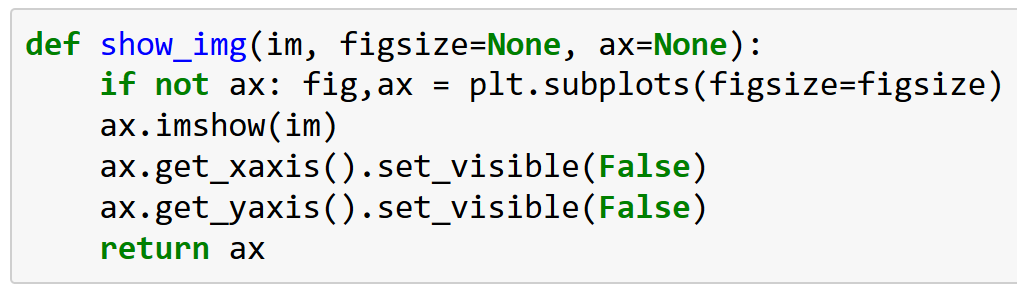 def show_img(im, figsize=None, ax=None):
    if not ax: fig,ax = plt.subplots(figsize=figsize)
    ax.imshow(im)
    ax.get_xaxis().set_visible(False)
    ax.get_yaxis().set_visible(False)
    return ax